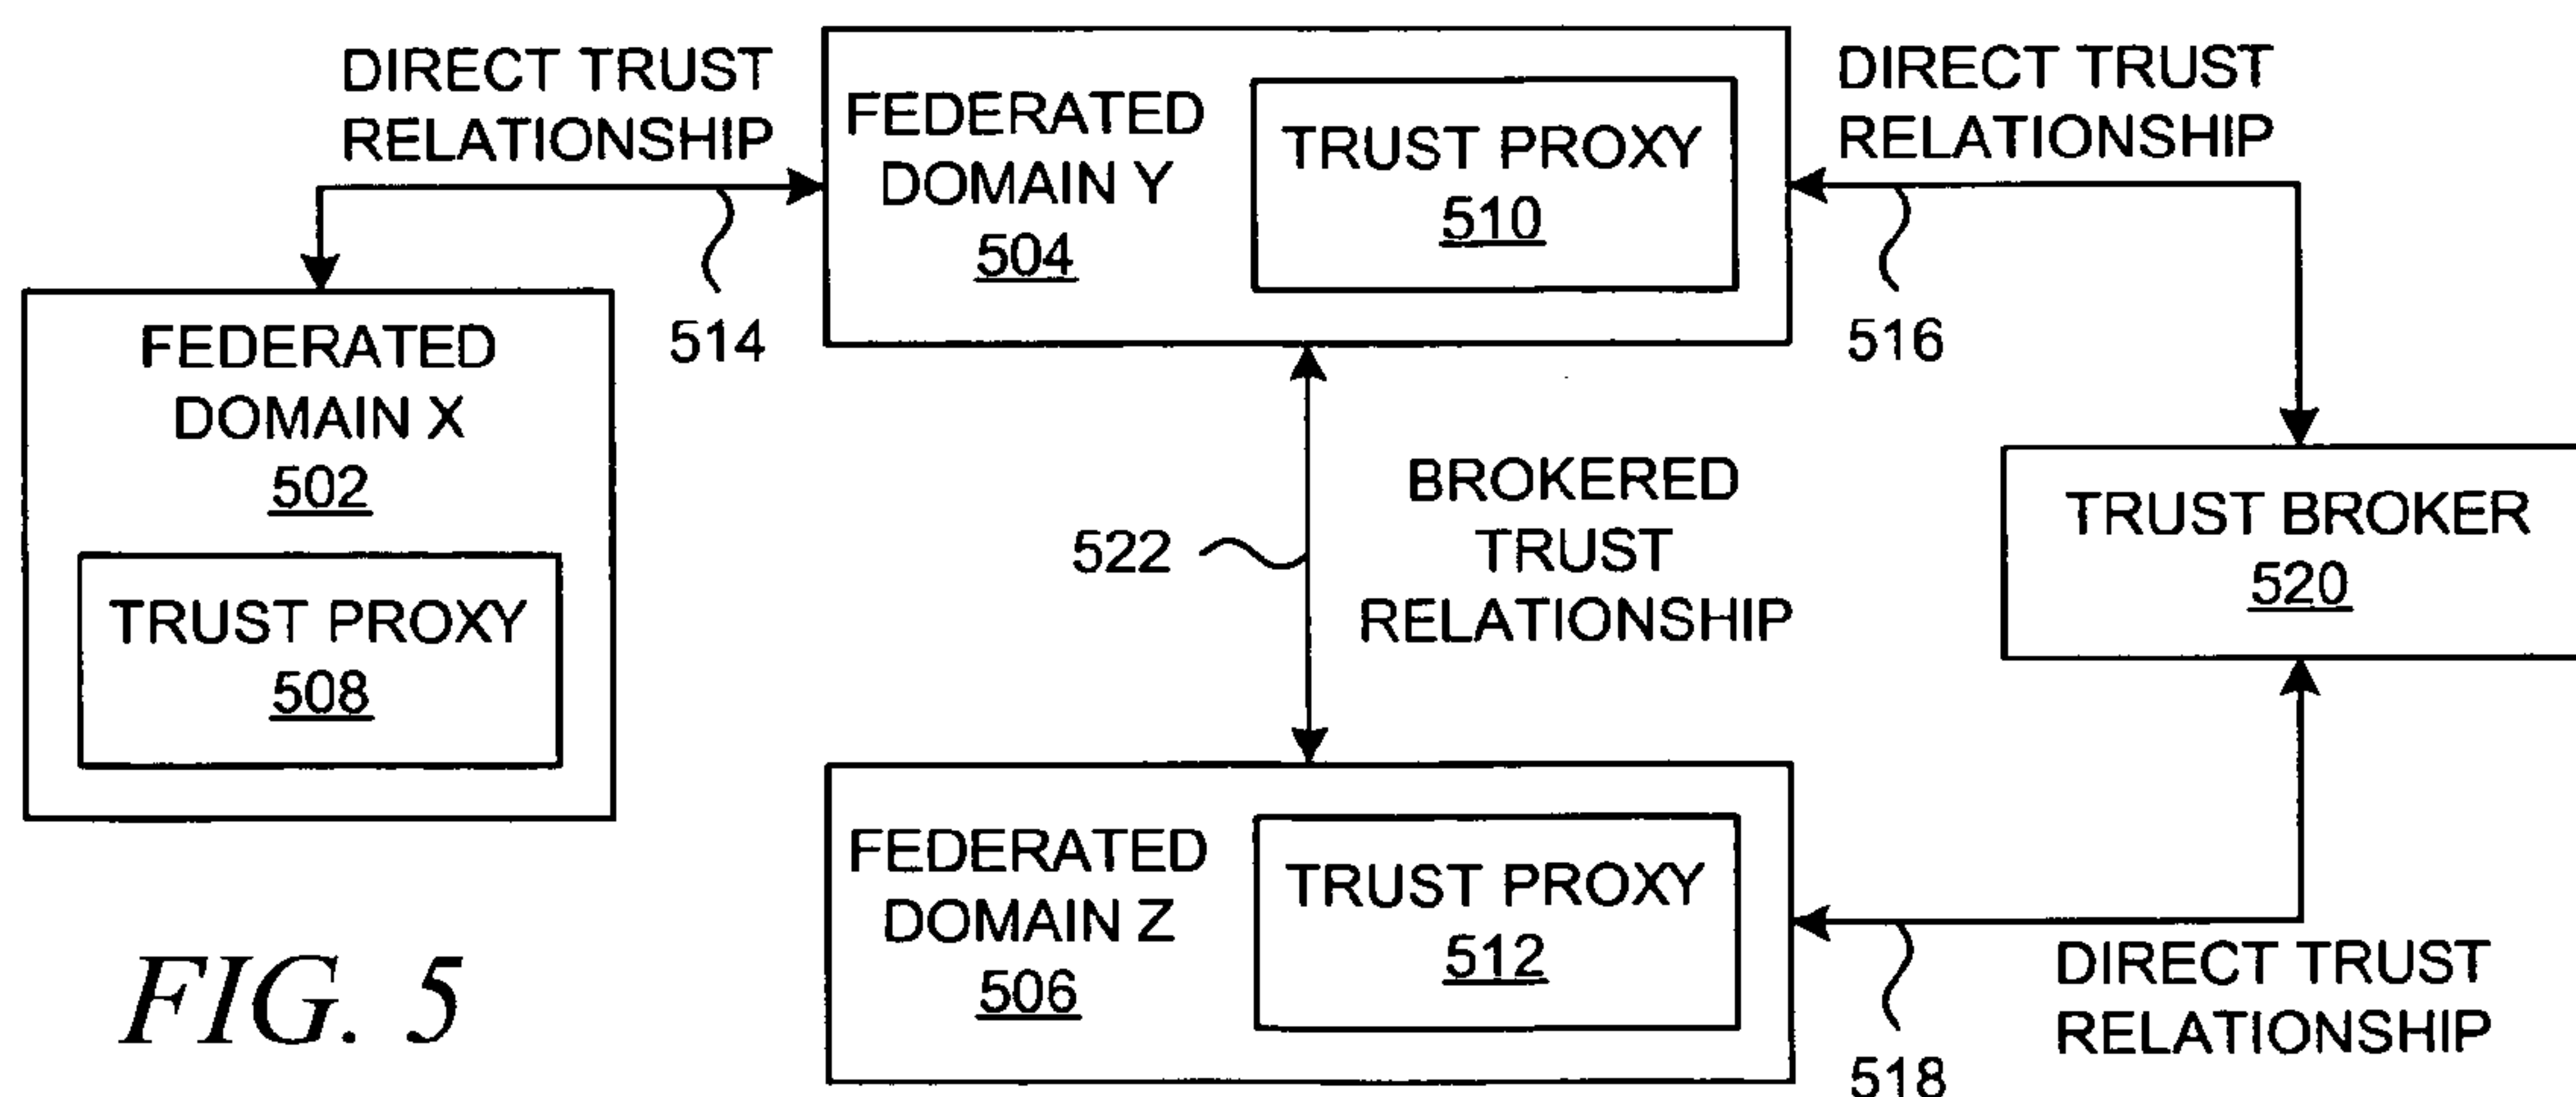 DIRECT TRUST
RELATIONSHIP
514
FEDERATED
DOMAIN X
502
TRUST PROXY
508
FEDERATED
DOMAIN Y
504
TRUST PROXY
510
DIRECT TRUST
RELATIONSHIP
516
522
BROKERED
TRUST
RELATIONSHIP
TRUST BROKER
520
FEDERATED
DOMAIN Z
506
TRUST PROXY
512
518
DIRECT TRUST
RELATIONSHIP
FIG. 5